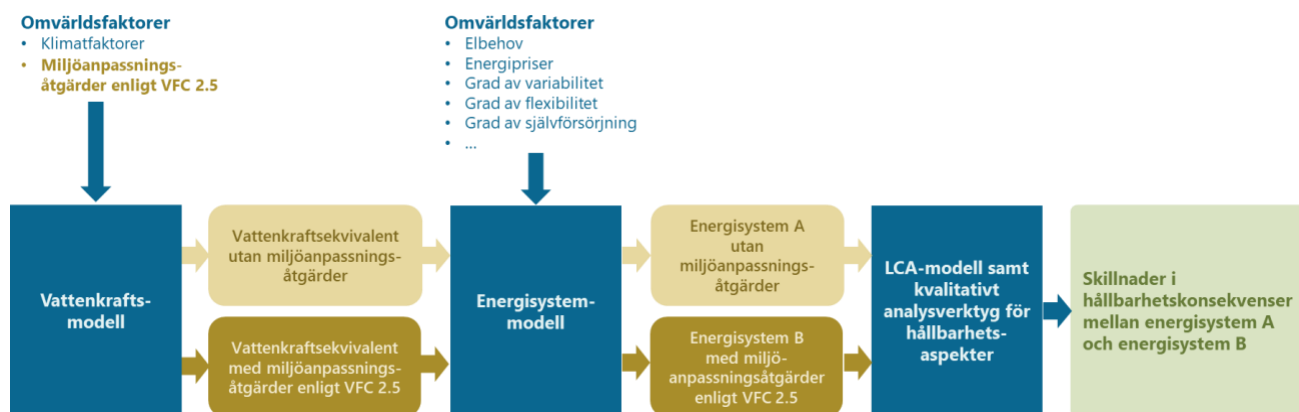 Omvärldsfaktorer
• Klimatfaktorer
• Miljöanpassnings-
åtgärder enligt VFC 2.5
Omvärldsfaktorer
• Elbehov
• Energipriser
• Grad av variabilitet
• Grad av flexibilitet
• Grad av självförsörjning
• ...
Vattenkrafts-
modell
Vattenkraftsekvivalent
utan miljöanpassnings-
åtgärder
Vattenkraftsekvivalent
med miljöanpassnings-
åtgärder enligt VFC 2.5
Energisystem-
modell
Energisystem A
utan
miljöanpassnings-
åtgärder
Energisystem B
med miljö-
anpassningsåtgärder
enligt VFC 2.5
LCA-modell samt
kvalitativt
analysverktyg för
hållbarhets-
aspekter
Skillnader i
hållbarhetskonsekvenser
mellan energisystem A
och energisystem B